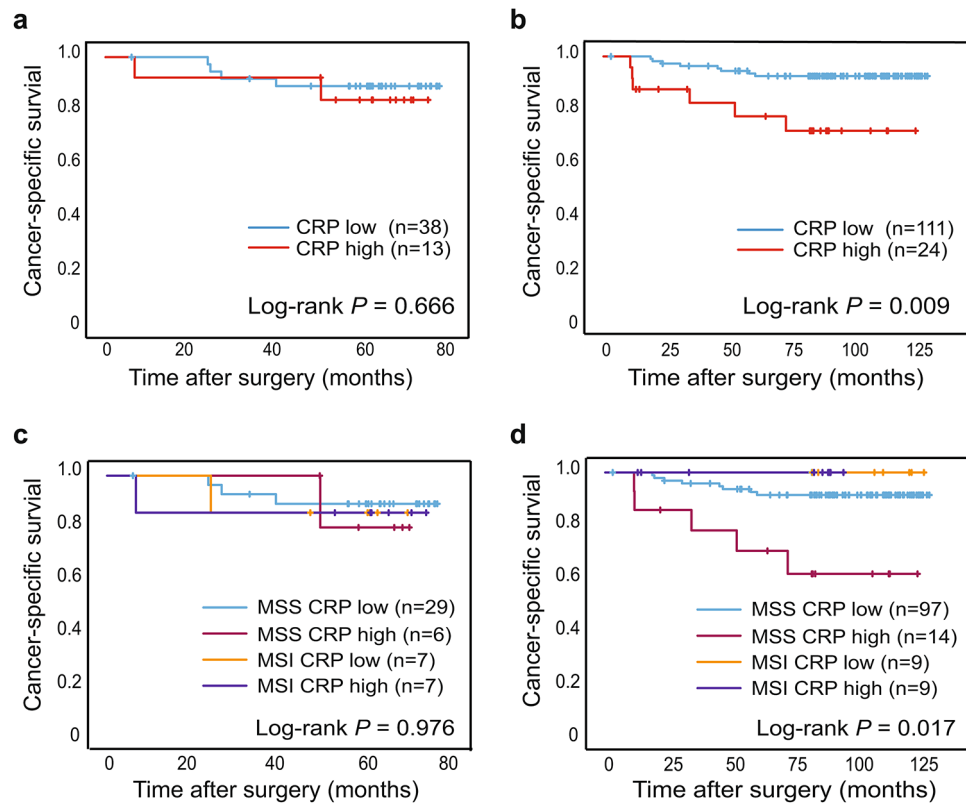 a
Cancer-specific survival
1.0
0.8
0.6
0.4
0.2
0
CRP low (n=38)
CRP high (n=13)
Log-rank P = 0.666
0 20 40 60 80
Time after surgery (months)
b
Cancer-specific survival
1.0
0.8
0.6
0.4
0.2
0
CRP low (n=111)
CRP high (n=24)
Log-rank P = 0.009
0 25 50 75 100 125
Time after surgery (months)
c
Cancer-specific survial
1.0
0.8
0.6
0.4
0.2
0
MSS CRP low (n=29)
MSS CRP high (n=6)
MSI CRP low (n=7)
MSI CRP high (n=7)
Log-rank P = 0.976
0 20 40 60 80
Time after surgery (months)
d
Cancer-specific survial
1.0
0.8
0.6
0.4
0.2
0
MSS CRP low (n=97)
MSS CRP high (n=14)
MSI CRP low (n=9)
MSI CRP high (n=9)
Log-rank P = 0.017
0 25 50 75 100 125
Time after surgery (months)